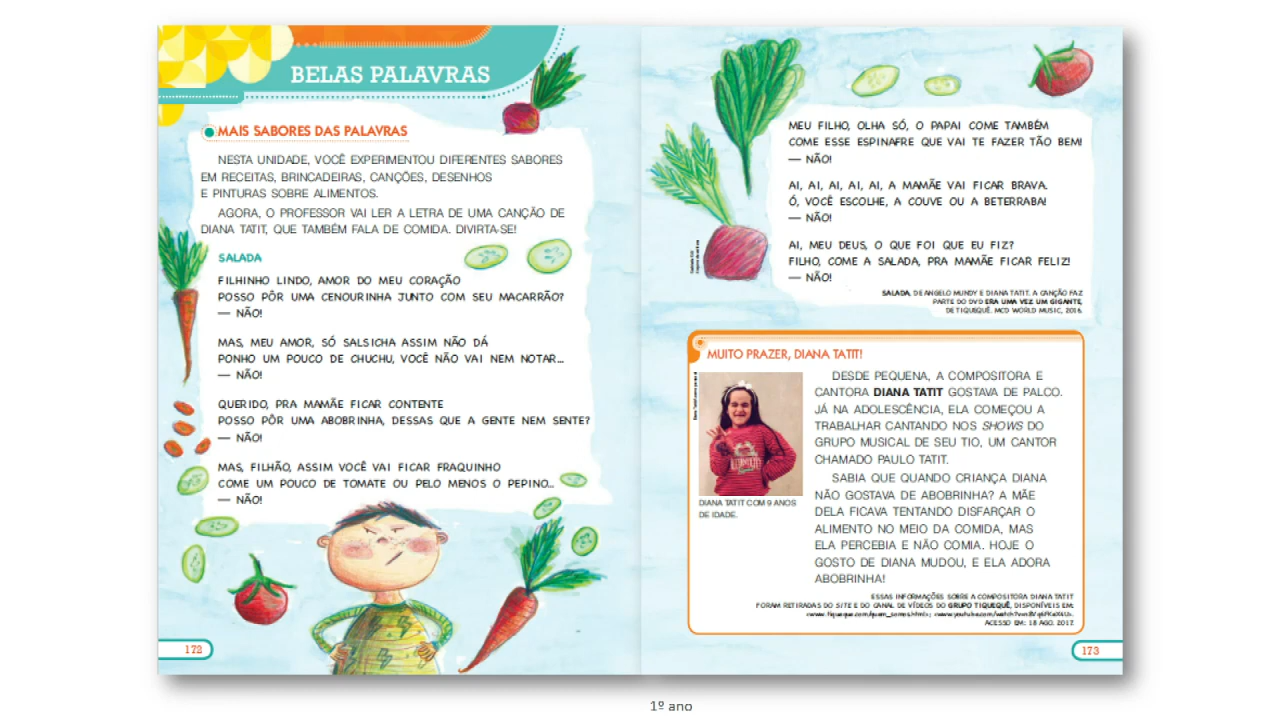 BELAS PALAVRAS
MAIS SABORES DAS PALAVRAS
NESTA UNIDADE, VOCÊ EXPERIMENTOU DIFERENTES SABORES
EM RECEITAS, BRINCADEIRAS, CANÇÕES, DESENHOS
E PINTURAS SOBRE ALIMENTOS.
AGORA, O PROFESSOR VAI LER A LETRA DE UMA CANÇÃO DE
DIANA TATIT, QUE TAMBÉM FALA DE COMIDA. DIVIRTA-SE!
SALADA
FILHINHO LINDO, AMOR DO MEU CORAÇÃO
POSSO PÔR UMA CENOURINHA JUNTO COM SEU MACARRÃO?
— NÃO!
MAS, MEU AMOR, SÓ SALSICHA ASSIM NÃO DÁ
PONHO UM POUCO DE CHUCHU, VOCÊ NÃO VAI NEM NOTAR...
— NÃO!
QUERIDO, PRA MAMÃE FICAR CONTENTE
POSSO PÔR UMA ABOBRINHA, DESSAS QUE A GENTE NEM SENTE?
— NÃO!
MAS, FILHÃO, ASSIM VOCÊ VAI FICAR FRAQUINHO
COME UM POUCO DE TOMATE OU PELO MENOS O PEPINO...
— NÃO!
172
MEU FILHO, OLHA SÓ, O PAPAI COME TAMBÉM
COME ESSE ESPINAFRE QUE VAI TE FAZER TÃO BEM!
— NÃO!
AI, AI, AI, AI, AI, A MAMÃE VAI FICAR BRAVA.
Ó, VOCÊ ESCOLHE, A COUVE OU A BETERRABA!
— NÃO!
AI, MEU DEUS, O QUE FOI QUE EU FIZ?
FILHO, COME A SALADA, PRA MAMÃE FICAR FELIZ!
— NÃO!
SALADA, DE ANGELO MUNDY E DIANA TATIT. A CANÇÃO FAZ
PARTE DO DVD ERA UMA VEZ UM GIGANTE,
DE TIQUEQUÊ. MCD WORLD MUSIC, 2016.
MUITO PRAZER, DIANA TATIT!
DESDE PEQUENA, A COMPOSITORA E
CANTORA DIANA TATIT GOSTAVA DE PALCO.
JÁ NA ADOLESCÊNCIA, ELA COMEÇOU A
TRABALHAR CANTANDO NOS SHOWS DO
GRUPO MUSICAL DE SEU TIO, UM CANTOR
CHAMADO PAULO TATIT.
SABIA QUE QUANDO CRIANÇA DIANA
NÃO GOSTAVA DE ABOBRINHA? A MÃE
DELA FICAVA TENTANDO DISFARÇAR O
ALIMENTO NO MEIO DA COMIDA, MAS
ELA PERCEBIA E NÃO COMIA. HOJE O
GOSTO DE DIANA MUDOU, E ELA ADORA
ABOBRINHA!
DIANA TATIT COM 9 ANOS
DE IDADE.
ESSAS INFORMAÇÕES SOBRE A COMPOSITORA DIANA TATIT
FORAM RETIRADAS DO SITE E DO CANAL DE VÍDEOS DO GRUPO TIQUEQUÊ, DISPONÍVEIS EM:
ACESSO EM: 18 AGO. 2017.
173
1º ano